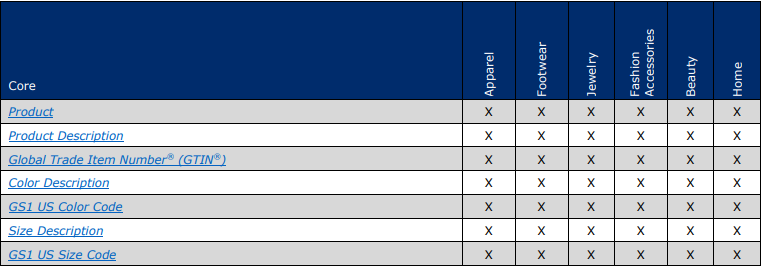 Core Apparel Footwear Jewelry Fashion Accessories Beauty Home
Product X X X X X X
Product Description X X X X X X
Global Trade Item Number® (GTIN®) X X X X X X
Color Description X X X X X X
GS1 US Color Code X X X X X X
Size Description X X X X X X
GS1 US Size Code X X X X X X